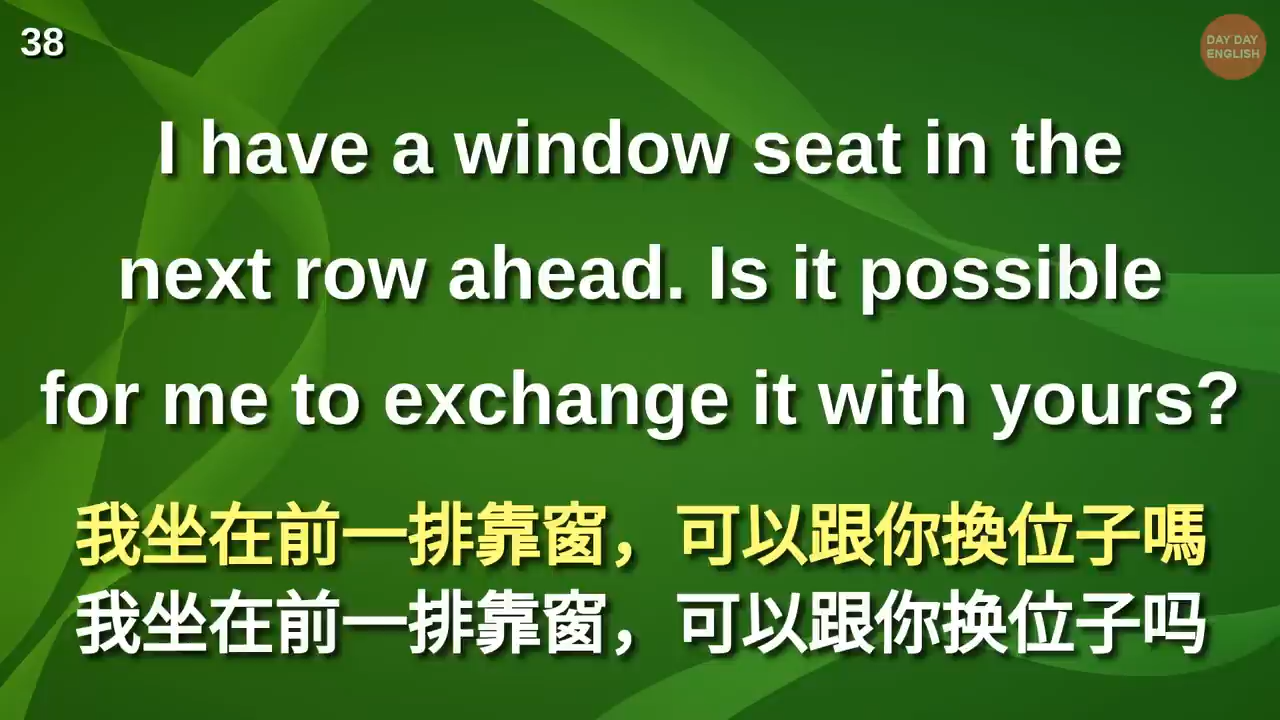 38
DAY DAY
ENGLISH
I have a window seat in the
next row ahead. Is it possible
for me to exchange it with yours?
我坐在前一排靠窗，可以跟你換位子嗎
我坐在前一排靠窗，可以跟你换位子吗